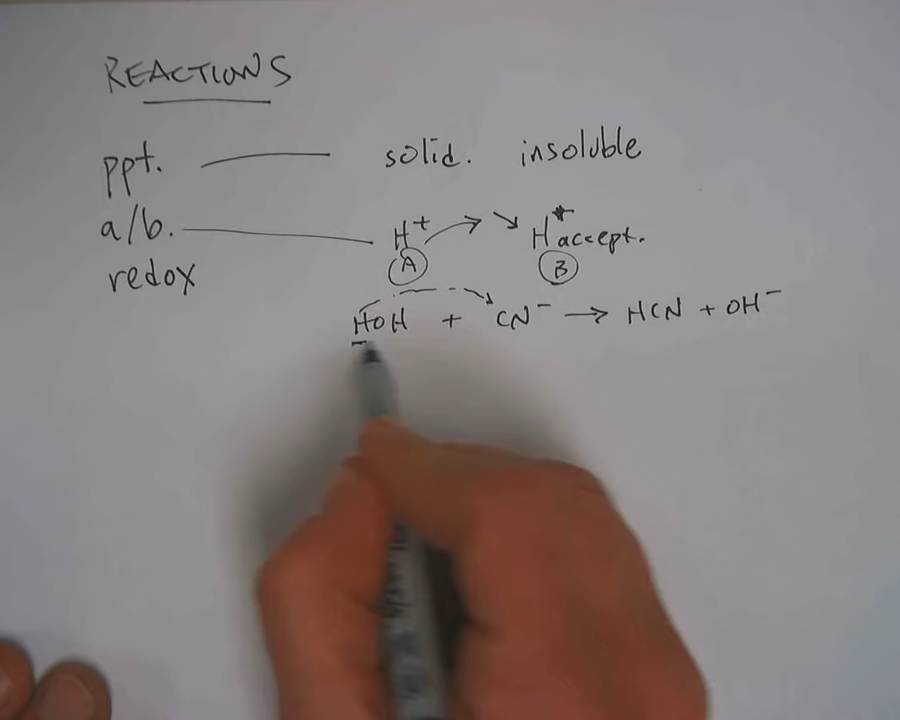 REACTIONS
ppt. — solid. insoluble
a/b. — H+ → H+ accept.
A B
redox
HOH + CN⁻ → HCN + OH⁻